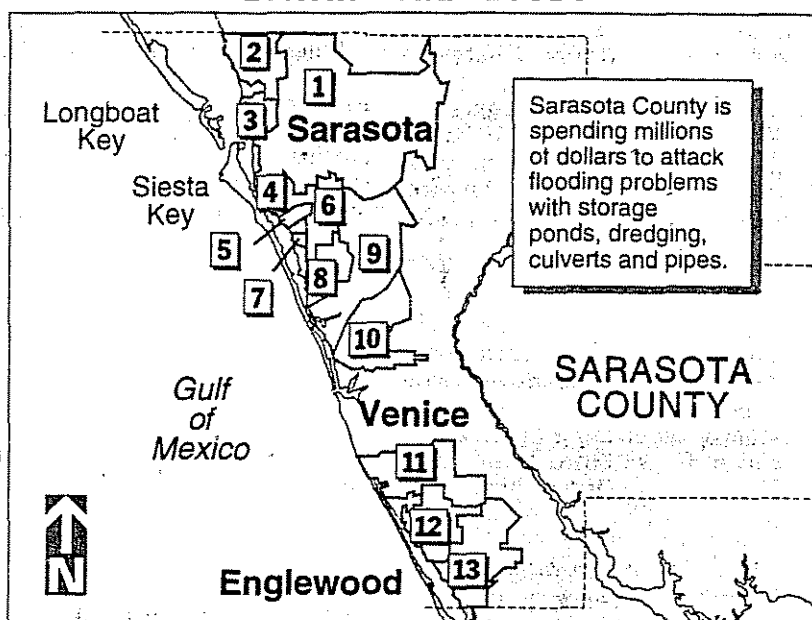 2
1
Longboat
Key
3
Sarasota
Sarasota County is
spending millions
of dollars to attack
flooding problems
with storage
ponds, dredging,
culverts and pipes.
Siesta
Key
4
6
5
9
7
8
10
SARASOTA
COUNTY
Gulf
of
Mexico
Venice
11
12
N
Englewood
13